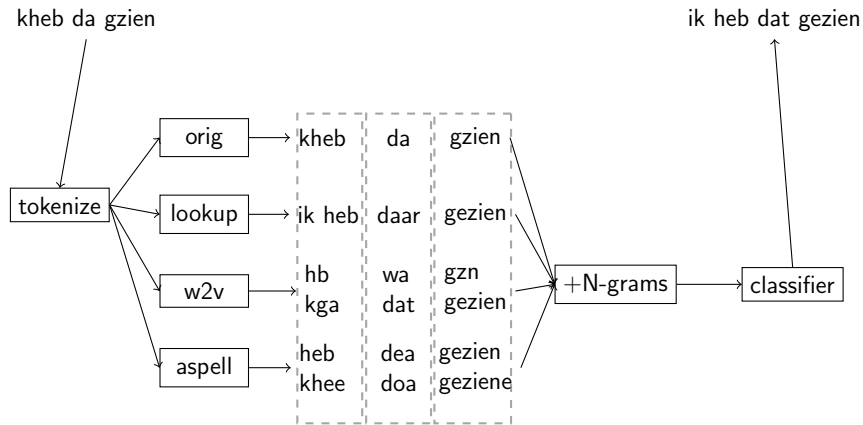 kheb da gzien
ik heb dat gezien
orig
kheb da gzien
tokenize
lookup
ik heb daar gezien
w2v
hb wa gzn
kga dat gezien
+N-grams
classifier
aspell
heb dea gezien
khee doa geziene